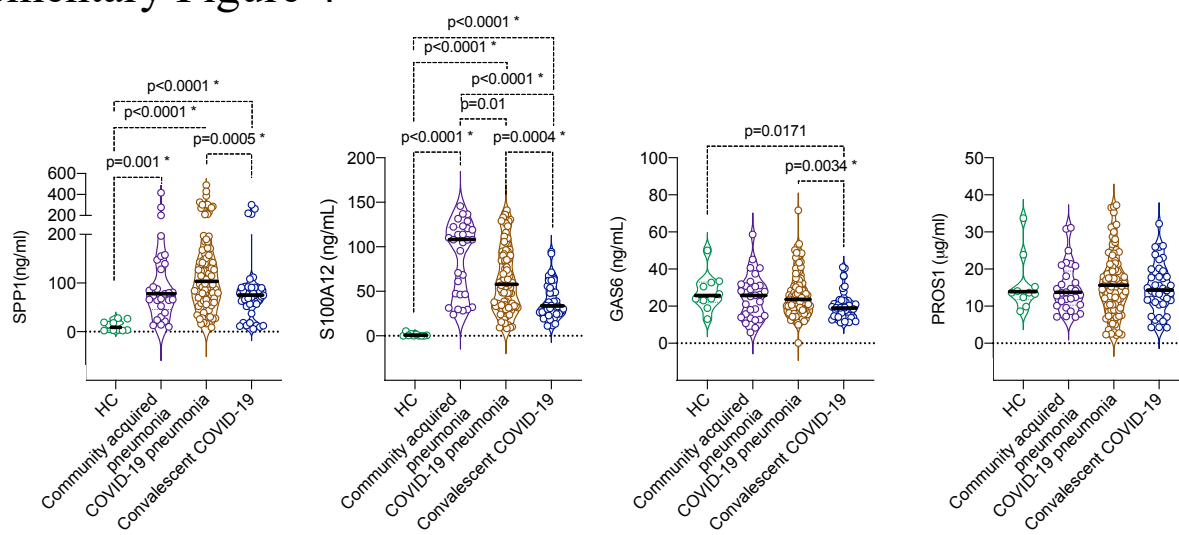 mentary Figure 4
p<0.0001 *
p<0.0001 *
p=0.0005 *
p=0.001 *
SPP1(ng/ml)
600
400
200
200
100
0
HC
Community acquired
pneumonia
COVID-19 pneumonia
Convalescent COVID-19
p<0.0001 *
p<0.0001 *
p<0.0001 *
p=0.01
p<0.0001 *
p=0.0004 *
S100A12 (ng/mL)
200
150
100
50
0
HC
Community acquired
pneumonia
COVID-19 pneumonia
Convalescent COVID-19
p=0.0171
p=0.0034 *
GAS6 (ng/mL)
100
80
60
40
20
0
HC
Community acquired
pneumonia
COVID-19 pneumonia
Convalescent COVID-19
PROS1 (μg/ml)
50
40
30
20
10
0
HC
Community acquired
pneumonia
COVID-19 pneumonia
Convalescent COVID-19